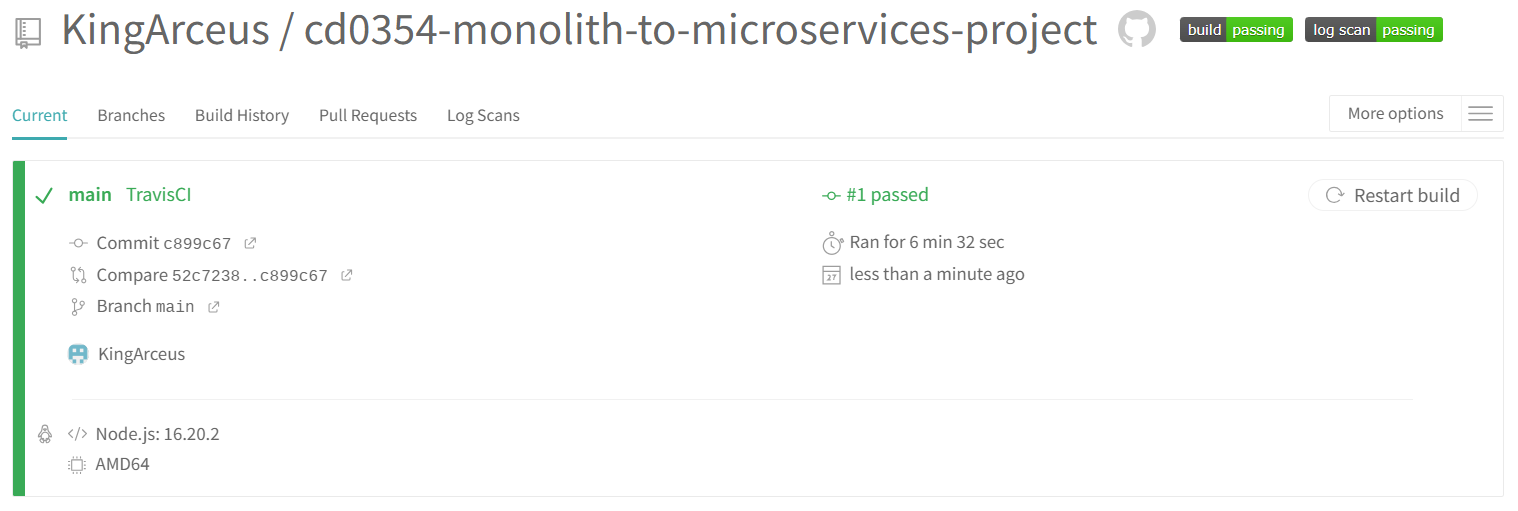 KingArceus / cd0354-monolith-to-microservices-project build passing log scan passing
Current Branches Build History Pull Requests Log Scans More options
main TravisCI #1 passed Restart build
Commit c899c67 Ran for 6 min 32 sec
Compare 52c7238..c899c67 27 less than a minute ago
Branch main
KingArceus
</> Node.js: 16.20.2
AMD64